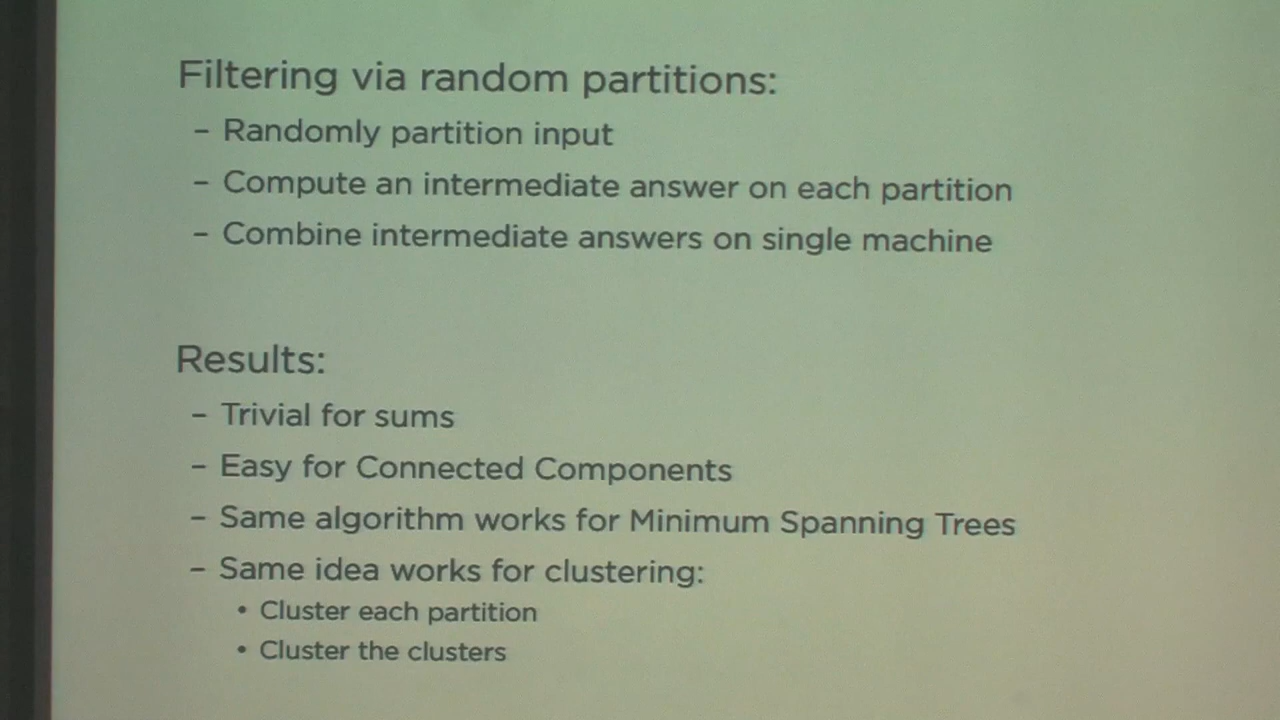 Filtering via random partitions:
– Randomly partition input
– Compute an intermediate answer on each partition
– Combine intermediate answers on single machine
Results:
– Trivial for sums
– Easy for Connected Components
– Same algorithm works for Minimum Spanning Trees
– Same idea works for clustering:
• Cluster each partition
• Cluster the clusters